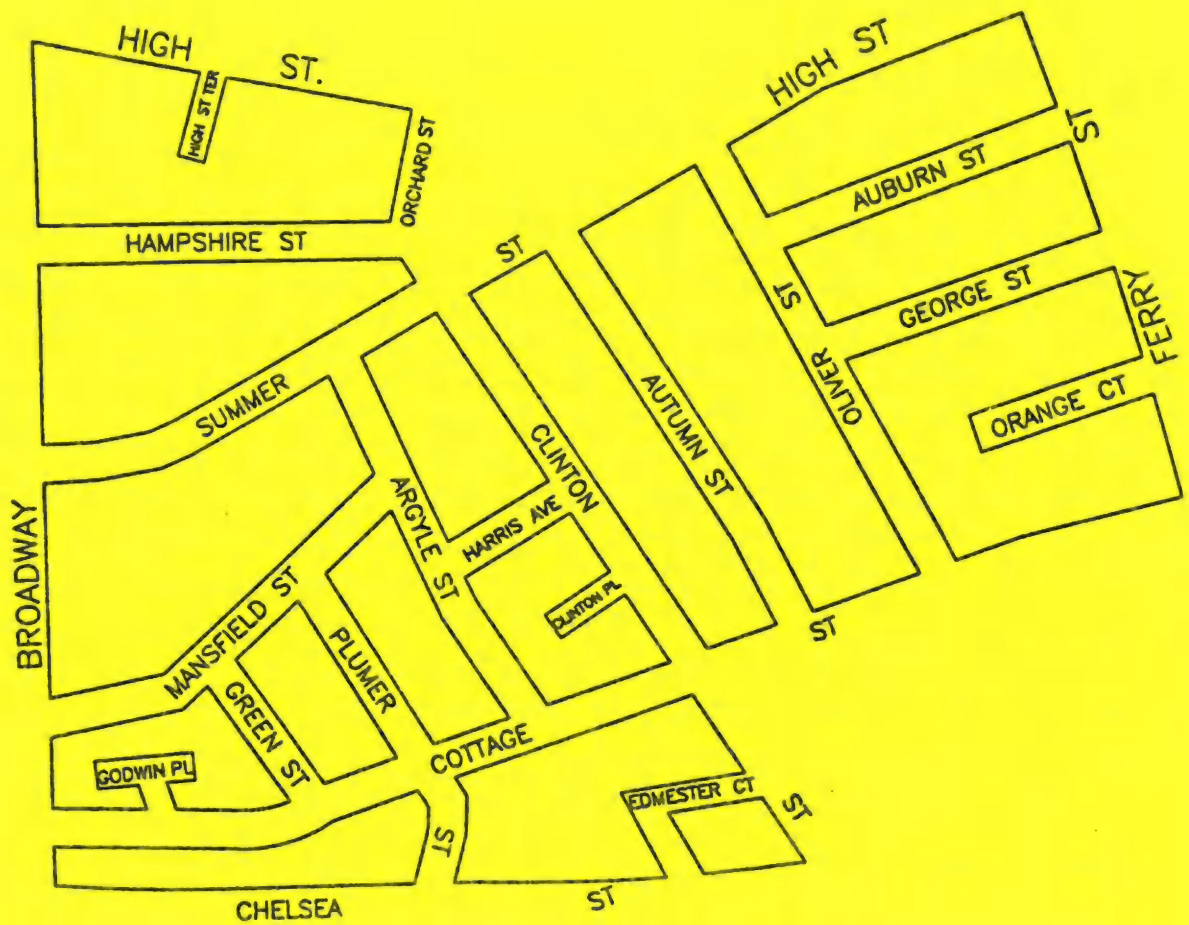 HIGH ST.
HIGH ST TER
ORCHARD ST
HIGH ST
AUBURN ST
ST
HAMPSHIRE ST
ST
ST
GEORGE ST
FERRY
SUMMER
OLIVER
ORANGE CT
AUTUMN ST
CLINTON
ARGYLE ST
HARRIS AVE
BROADWAY
MANSFIELD ST
CLINTON PL
PLUMER
GREEN ST
ST
COTTAGE
GODWIN PL
EDMESTER CT
ST
ST
CHELSEA ST